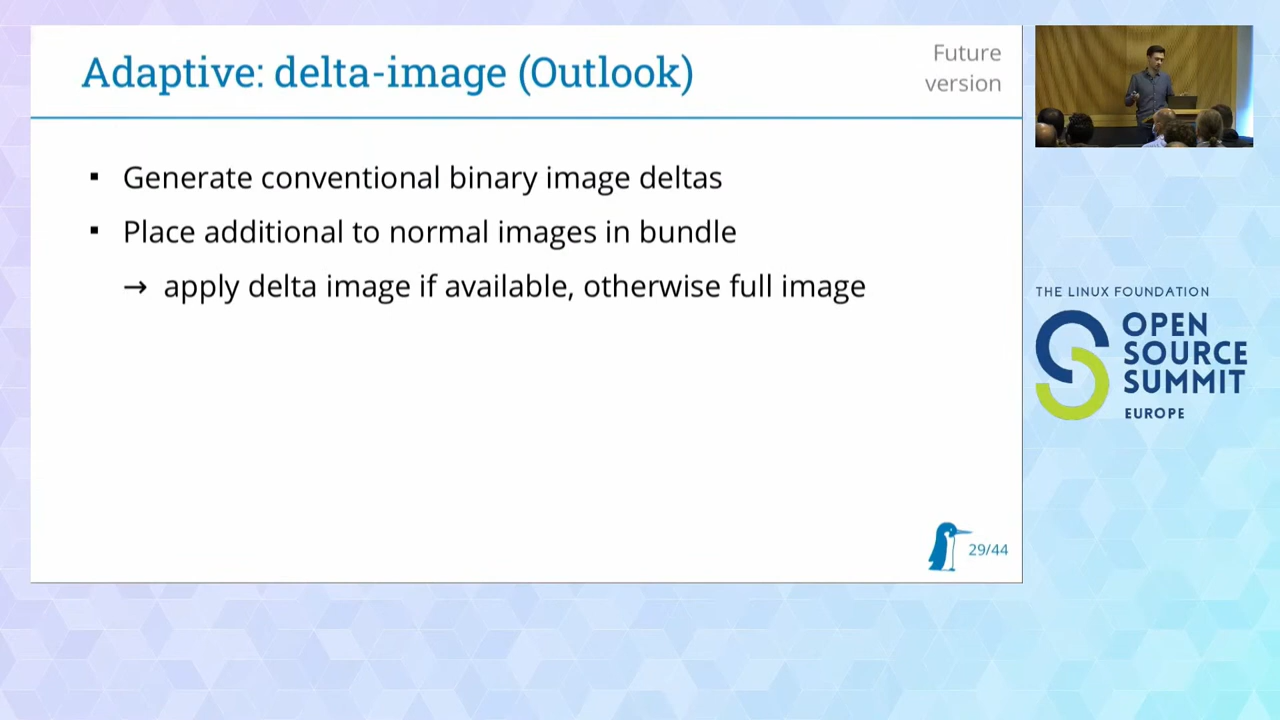 Adaptive: delta-image (Outlook)
Future
version
▪ Generate conventional binary image deltas
▪ Place additional to normal images in bundle
→ apply delta image if available, otherwise full image
29/44
THE LINUX FOUNDATION
OPEN
SOURCE
SUMMIT
EUROPE